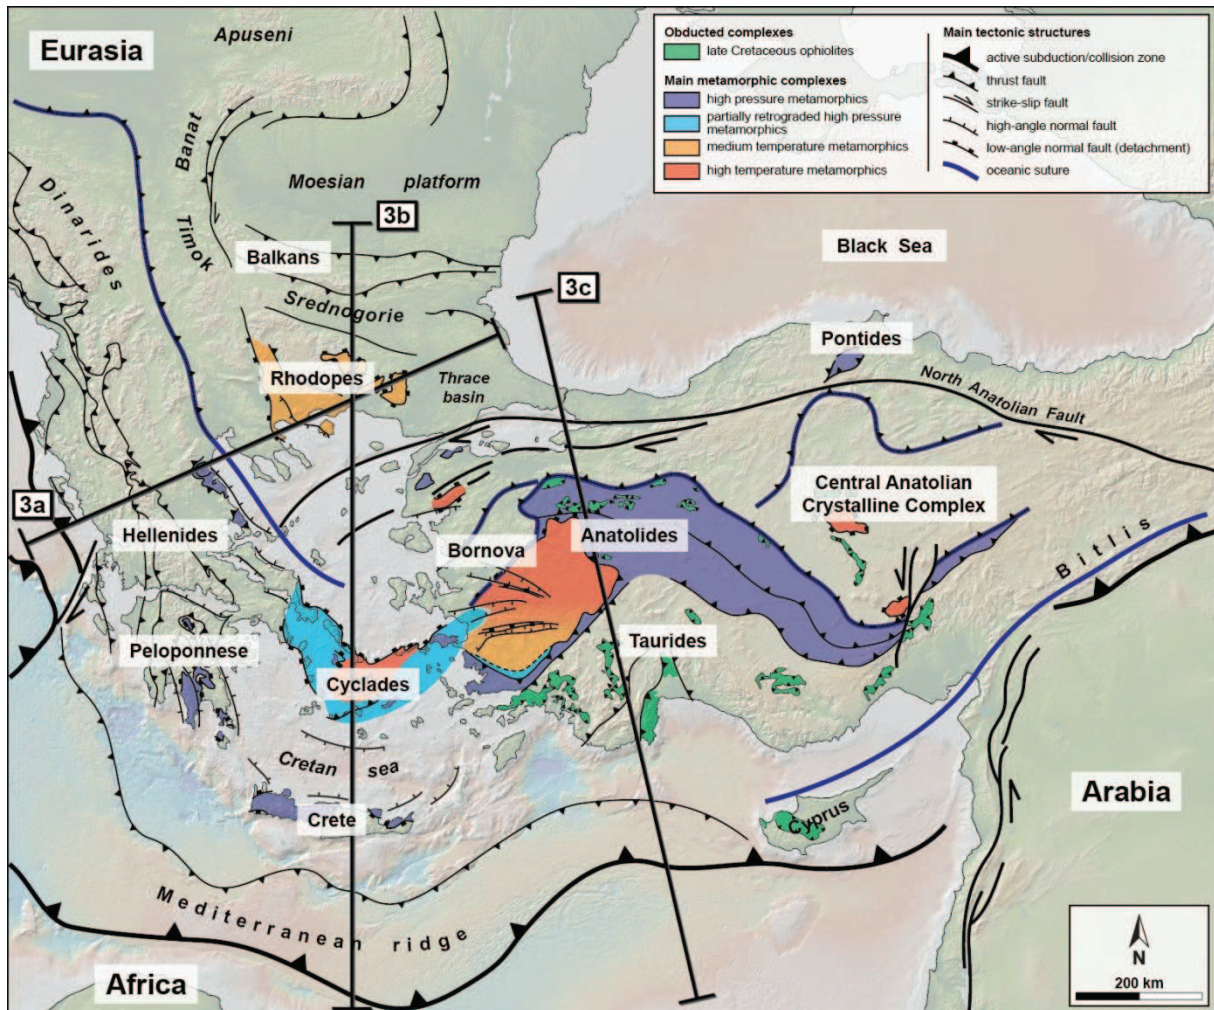 Eurasia
Apuseni
Banat
Timok
Dinarides
Moesian platform
3b
Balkans
Srednogorie
3c
Black Sea
Obducted complexes
late Cretaceous ophiolites
Main metamorphic complexes
high pressure metamorphics
partially retrograded high pressure
metamorphics
medium temperature metamorphics
high temperature metamorphics
Main tectonic structures
active subduction/collision zone
thrust fault
strike-slip fault
high-angle normal fault
low-angle normal fault (detachment)
oceanic suture
Pontides
Rhodopes
Thrace
basin
North Anatolian Fault
3a
Hellenides
Bornova
Anatolides
Central Anatolian
Crystalline Complex
Bitlis
Peloponnese
Cyclades
Taurides
Cretan sea
Crete
Cyprus
Arabia
Mediterranean ridge
Africa
N
200 km